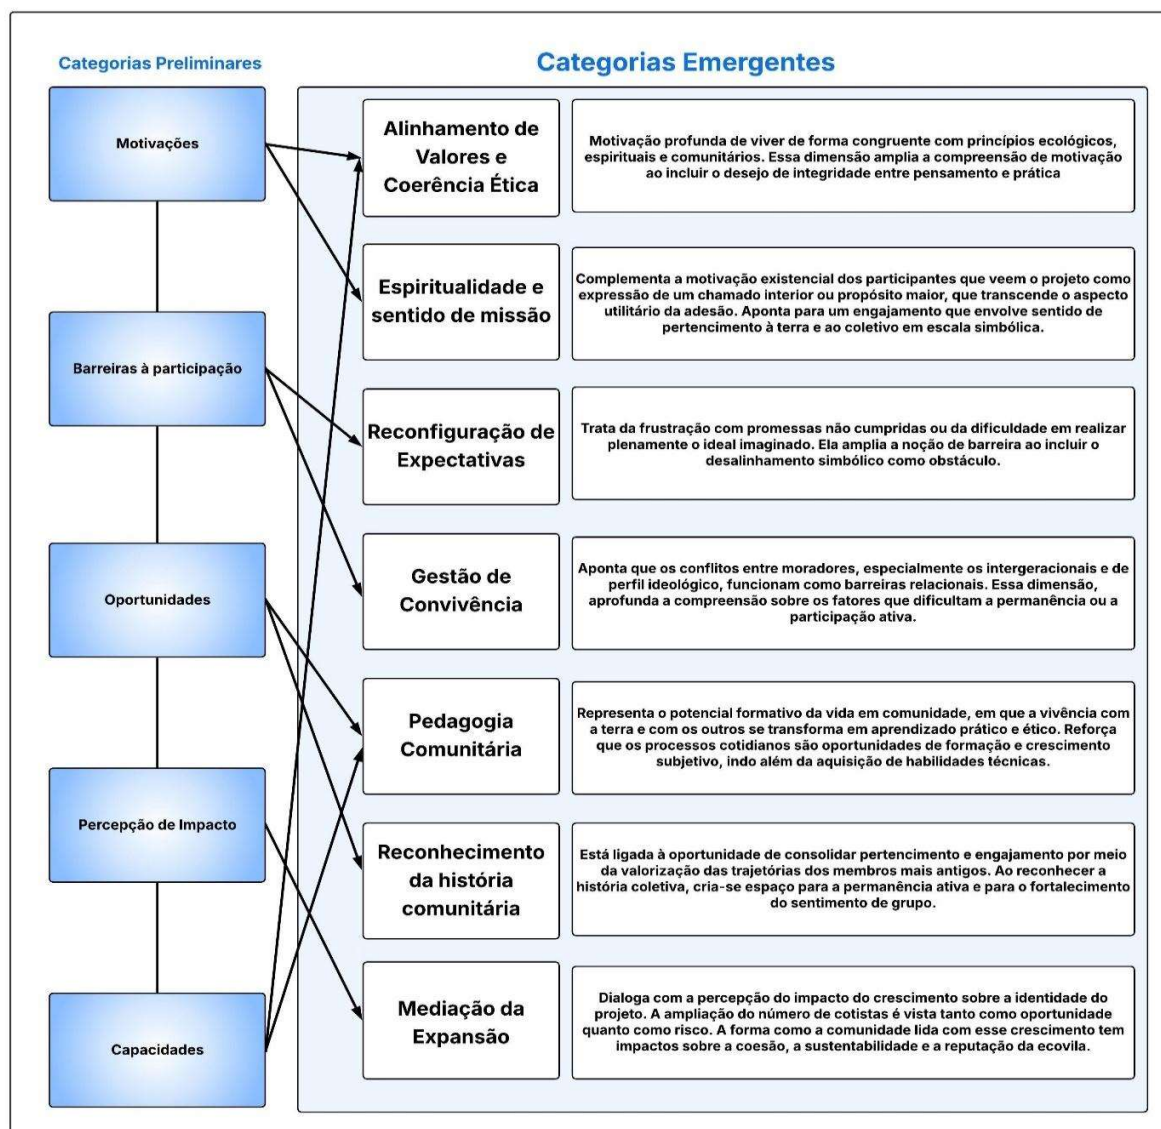 Categorias Preliminares
Categorias Emergentes
Motivações
Alinhamento de
Valores e
Coerência Ética
Motivação profunda de viver de forma congruente com princípios ecológicos,
espirituais e comunitários. Essa dimensão amplia a compreensão de motivação
ao incluir o desejo de integridade entre pensamento e prática
Espiritualidade e
sentido de missão
Complementa a motivação existencial dos participantes que veem o projeto como
expressão de um chamado interior ou propósito maior, que transcende o aspecto
utilitário da adesão. Aponta para um engajamento que envolve sentido de
pertencimento à terra e ao coletivo em escala simbólica.
Barreiras à participação
Reconfiguração de
Expectativas
Trata da frustração com promessas não cumpridas ou da dificuldade em realizar
plenamente o ideal imaginado. Ela amplia a noção de barreira ao incluir o
desalinhamento simbólico como obstáculo.
Gestão de
Convivência
Aponta que os conflitos entre moradores, especialmente os intergeracionais e de
perfil ideológico, funcionam como barreiras relacionais. Essa dimensão,
aprofunda a compreensão sobre os fatores que dificultam a permanência ou a
participação ativa.
Oportunidades
Pedagogia
Comunitária
Representa o potencial formativo da vida em comunidade, em que a vivência com
a terra e com os outros se transforma em aprendizado prático e ético. Reforça
que os processos cotidianos são oportunidades de formação e crescimento
subjetivo, indo além da aquisição de habilidades técnicas.
Percepção de Impacto
Reconhecimento
da história
comunitária
Está ligada à oportunidade de consolidar pertencimento e engajamento por meio
da valorização das trajetórias dos membros mais antigos. Ao reconhecer a
história coletiva, cria-se espaço para a permanência ativa e para o fortalecimento
do sentimento de grupo.
Capacidades
Mediação da
Expansão
Dialoga com a percepção do impacto do crescimento sobre a identidade do
projeto. A ampliação do número de cotistas é vista tanto como oportunidade
quanto como risco. A forma como a comunidade lida com esse crescimento tem
impactos sobre a coesão, a sustentabilidade e a reputação da ecovila.